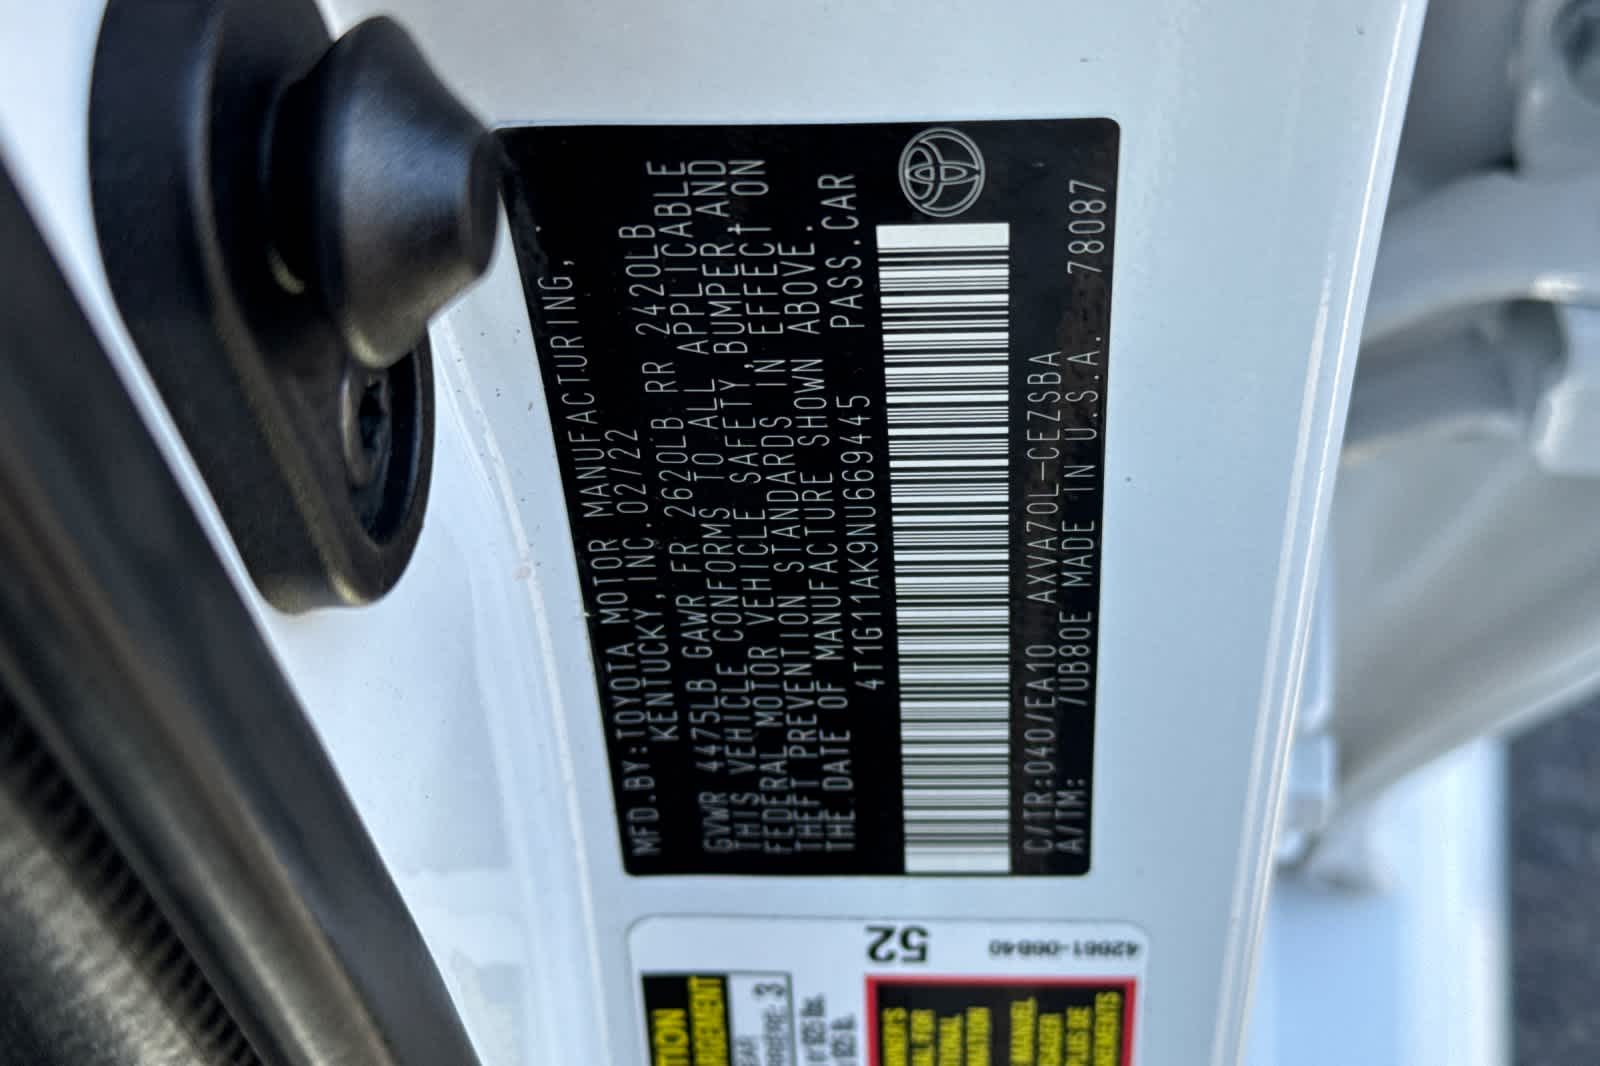 MFD.BY:TOYOTA MOTOR MANUFACTURING,
KENTUCKY,INC.02/22
GVWR 4475LB GAWR FR 2620LB RR 2420LB
THIS VEHICLE CONFORMS TO ALL APPLICABLE
FEDERAL MOTOR VEHICLE SAFETY,BUMPER,AND
THEFT PREVENTION STANDARDS IN EFFECT ON
THE DATE OF MANUFACTURE SHOWN ABOVE.
4T1G11AK9NU669445 PASS.CAR
C/TR:040/EA10 AXVA70L-CEZSBA
A/TM: 7UB80E MADE IN U.S.A. 78087
52
42061-06B40
3